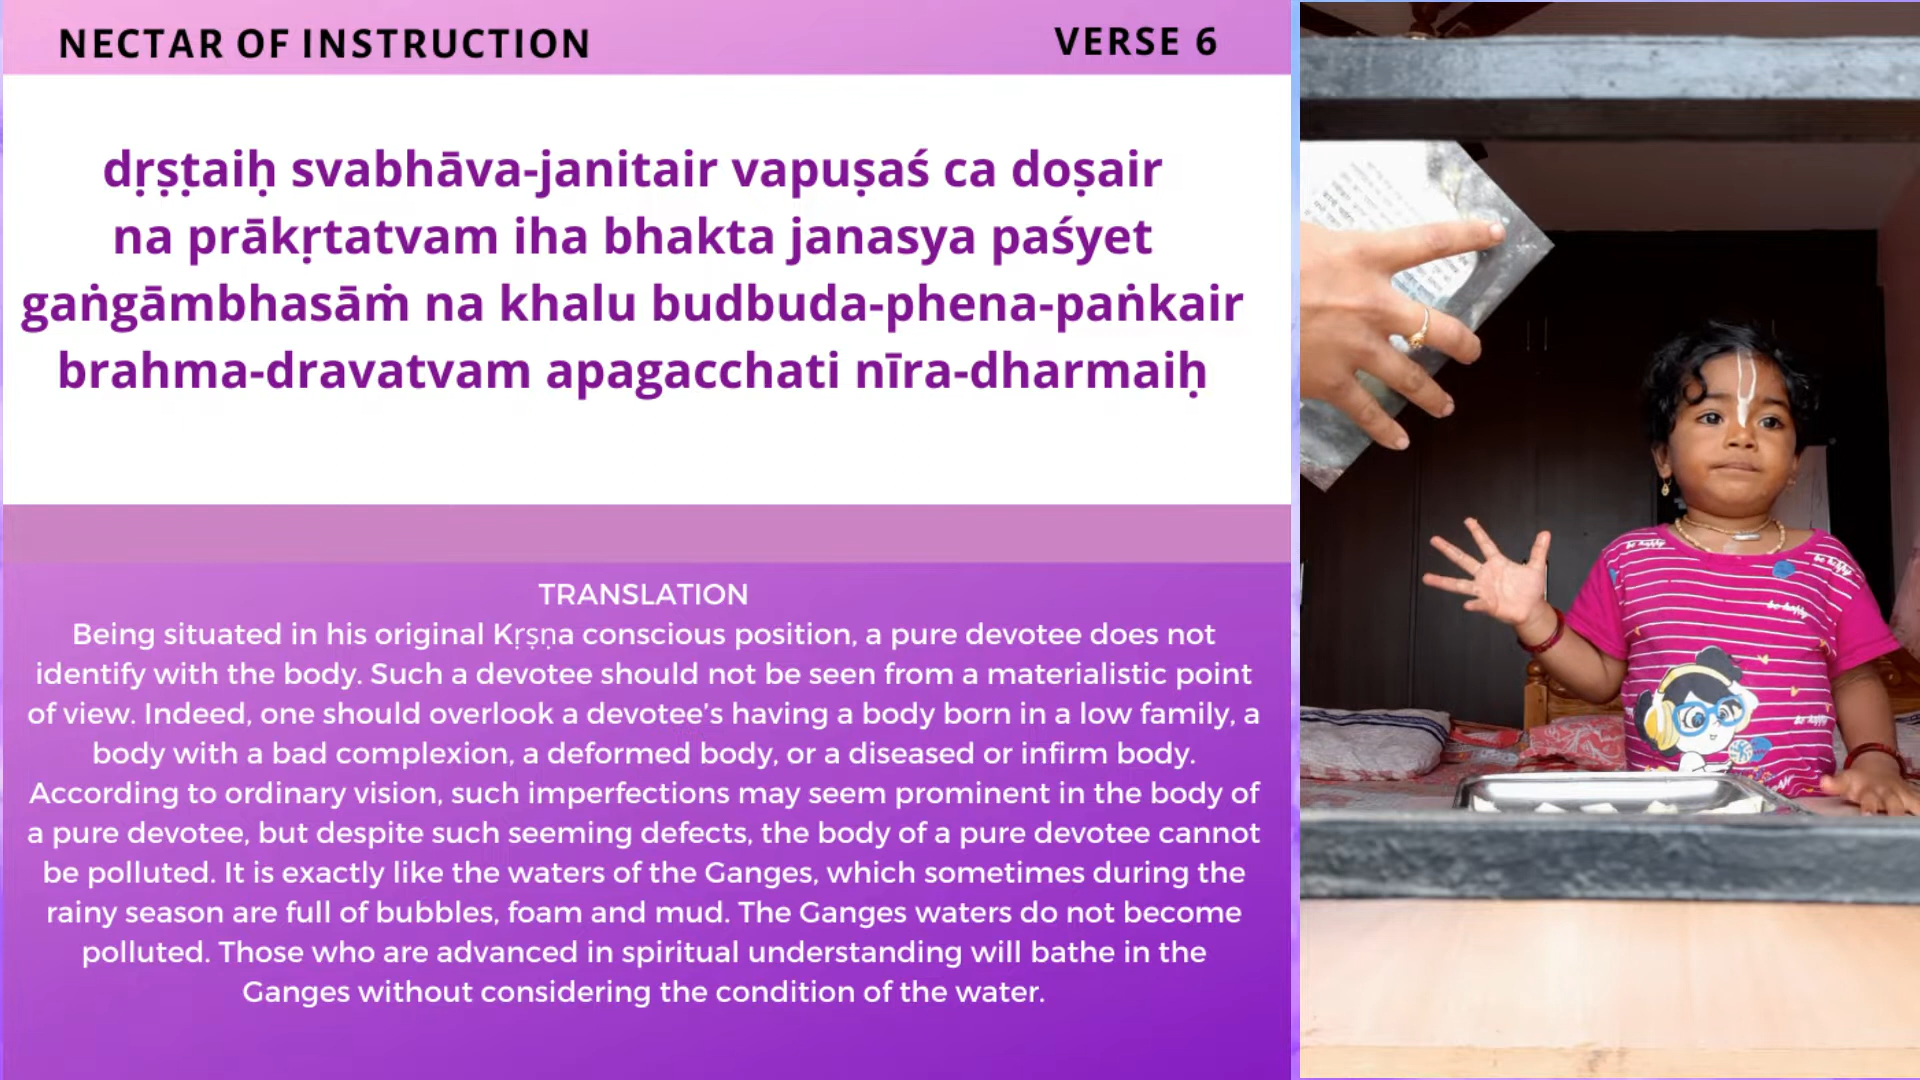 NECTAR OF INSTRUCTION
VERSE 6
dṛṣṭaiḥ svabhāva-janitair vapuṣaś ca doṣair
na prākṛtatvam iha bhakta janasya paśyet
gaṅgāmbhasāṁ na khalu budbuda-phena-paṅkair
brahma-dravatvam apagacchati nīra-dharmaiḥ
TRANSLATION
Being situated in his original Kṛṣṇa conscious position, a pure devotee does not
identify with the body. Such a devotee should not be seen from a materialistic point
of view. Indeed, one should overlook a devotee's having a body born in a low family, a
body with a bad complexion, a deformed body, or a diseased or infirm body.
According to ordinary vision, such imperfections may seem prominent in the body of
a pure devotee, but despite such seeming defects, the body of a pure devotee cannot
be polluted. It is exactly like the waters of the Ganges, which sometimes during the
rainy season are full of bubbles, foam and mud. The Ganges waters do not become
polluted. Those who are advanced in spiritual understanding will bathe in the
Ganges without considering the condition of the water.
be happy
be happy
be happy
be happy